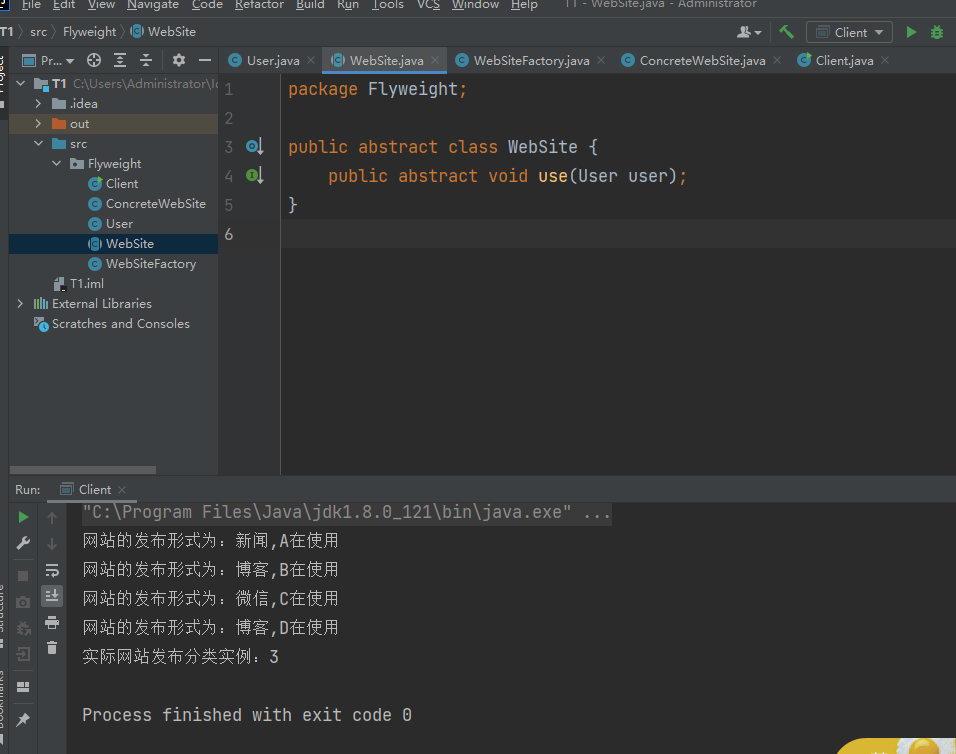 File Edit View Navigate Code Refactor Build Run Tools VCS Window Help T1 - WebSite.java - Administrator
T1 src Flyweight WebSite Client
Pr... User.java WebSite.java WebSiteFactory.java ConcreteWebSite.java Client.java
T1 C:\Users\Administrator\
.idea
out
src
Flyweight
Client
ConcreteWebSite
User
WebSite
WebSiteFactory
T1.iml
External Libraries
Scratches and Consoles
1 package Flyweight;
2
3 public abstract class WebSite {
4 public abstract void use(User user);
5 }
6
Run: Client
"C:\Program Files\Java\jdk1.8.0_121\bin\java.exe" ...
网站的发布形式为：新闻,A在使用
网站的发布形式为：博客,B在使用
网站的发布形式为：微信,C在使用
网站的发布形式为：博客,D在使用
实际网站发布分类实例：3
Process finished with exit code 0